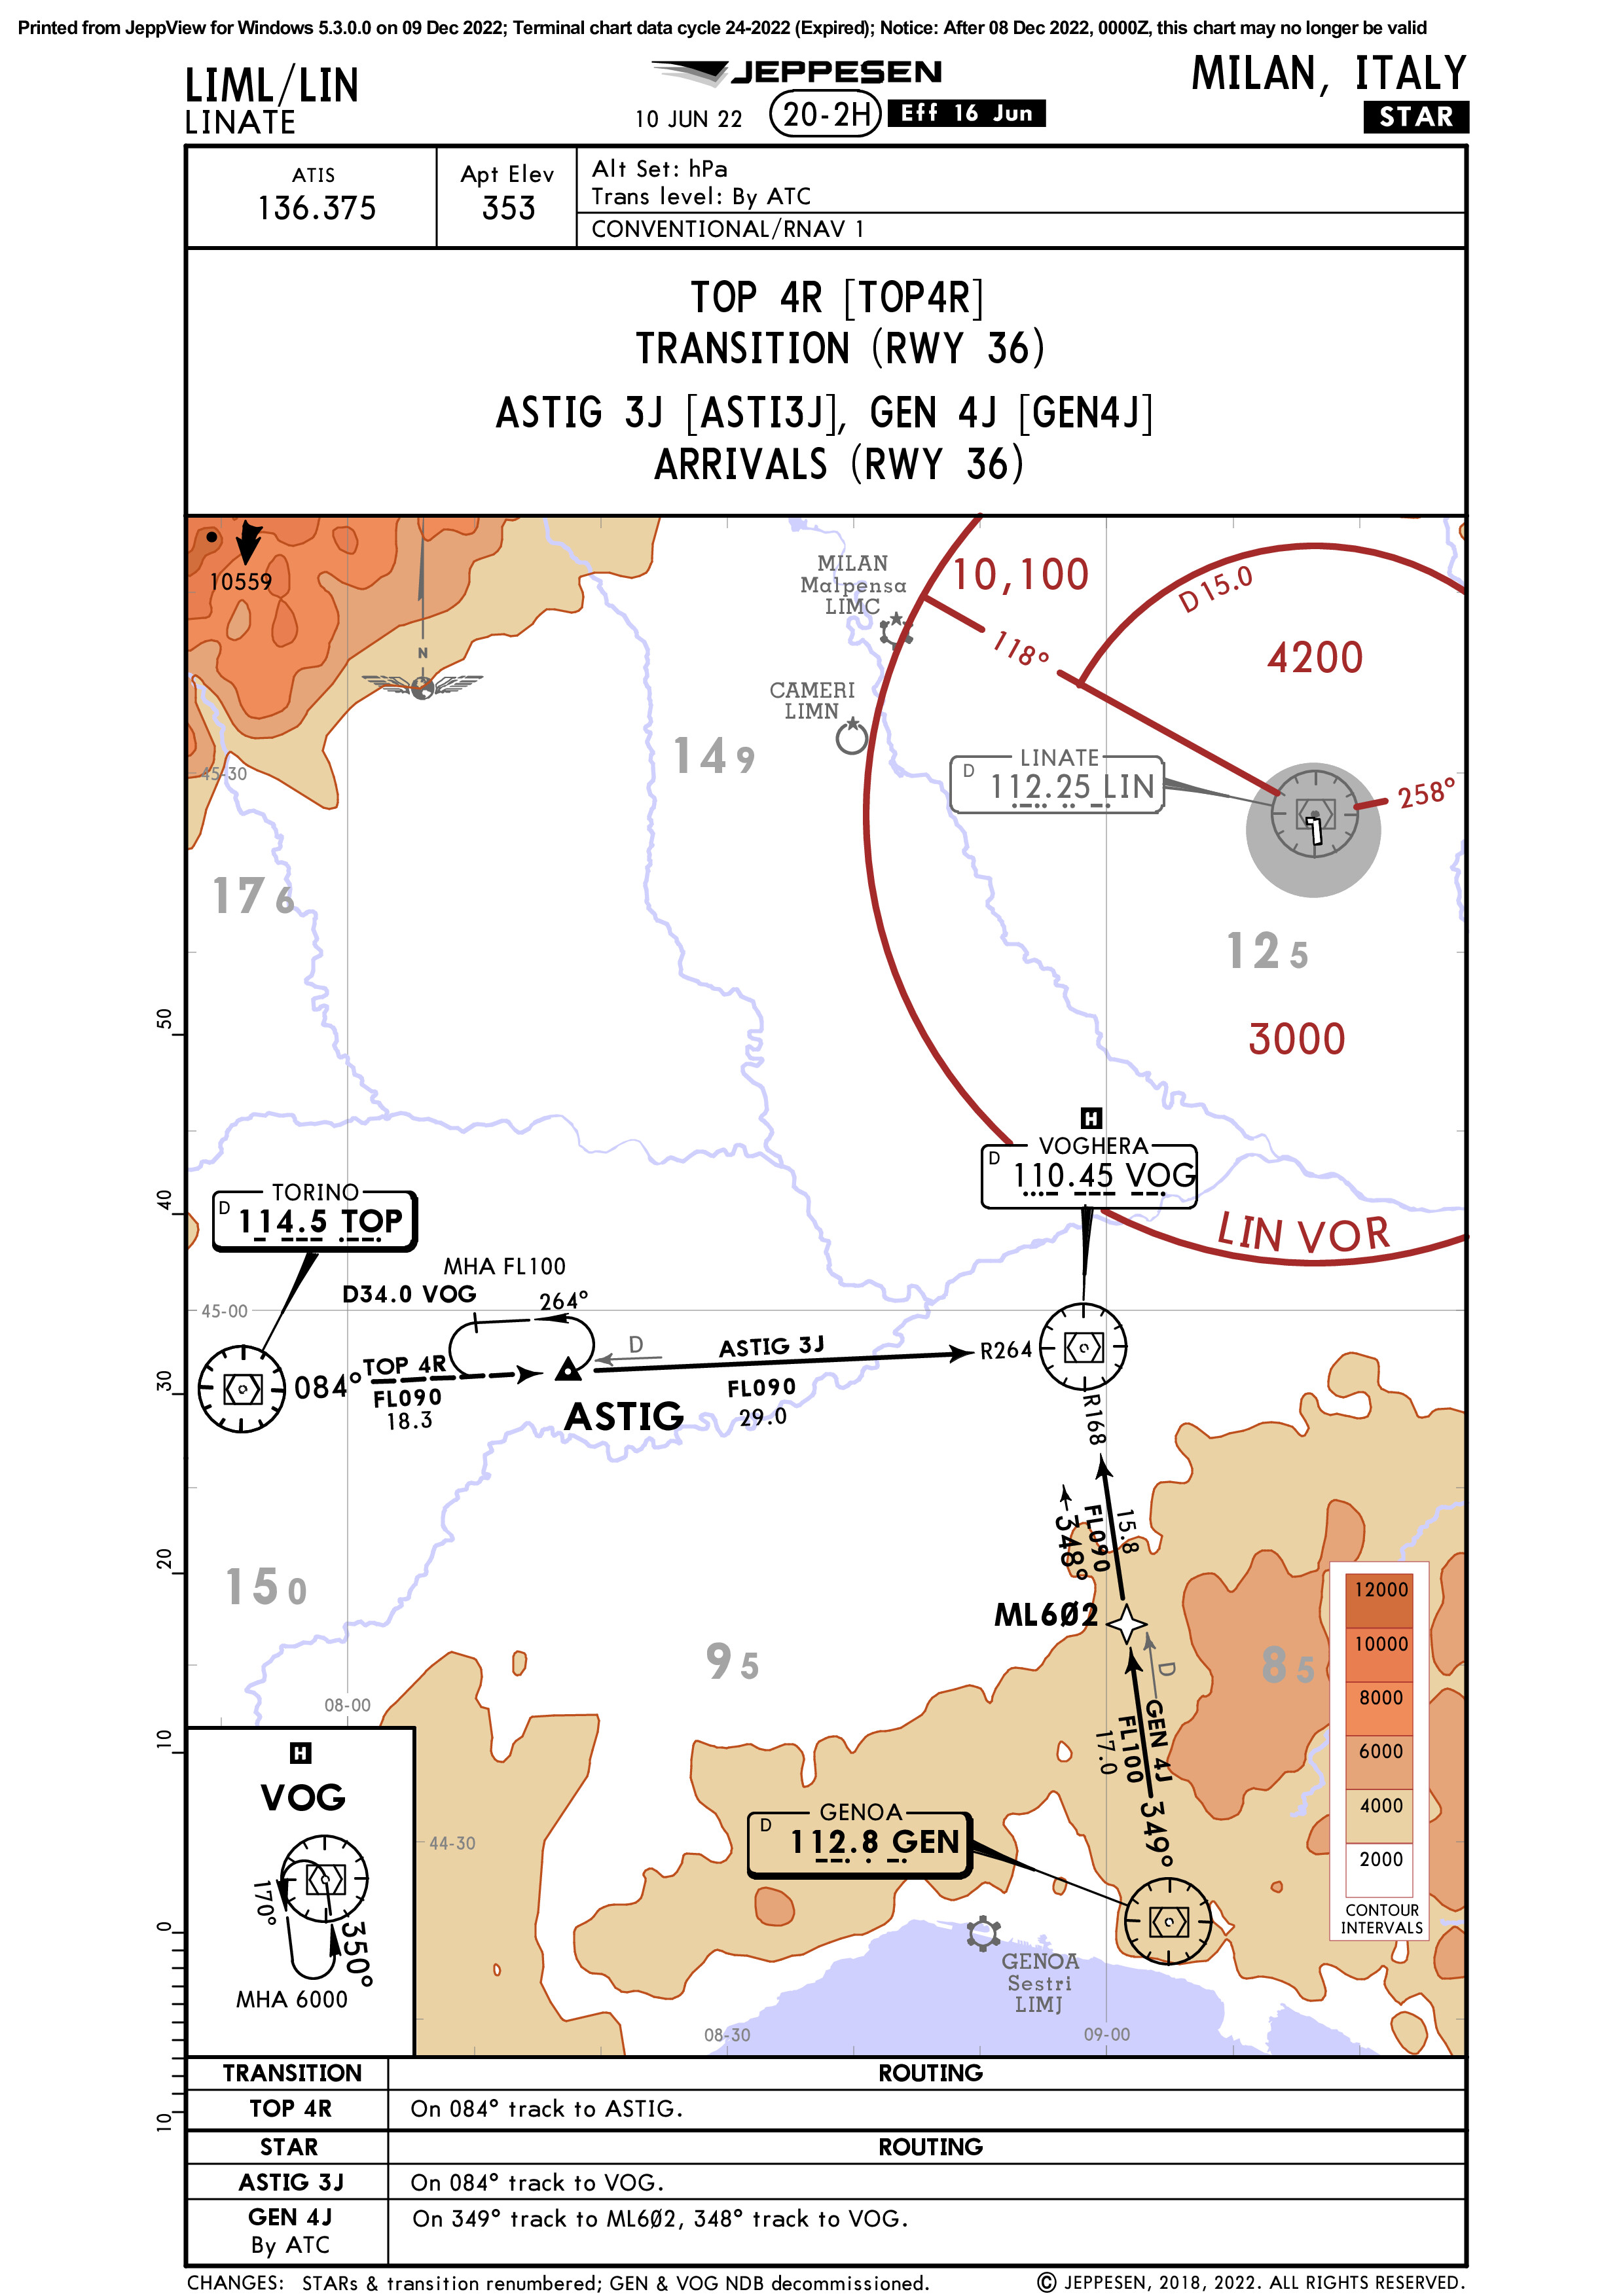 Printed from JeppView for Windows 5.3.0.0 on 09 Dec 2022; Terminal chart data cycle 24-2022 (Expired); Notice: After 08 Dec 2022, 0000Z, this chart may no longer be valid
LIML/LIN
LINATE
JEPPESEN
10 JUN 22
20-2H
Eff 16 Jun
MILAN, ITALY
STAR
ATIS
136.375
Apt Elev
353
Alt Set: hPa
Trans level: By ATC
CONVENTIONAL/RNAV 1
TOP 4R [TOP4R]
TRANSITION (RWY 36)
ASTIG 3J [ASTI3J], GEN 4J [GEN4J]
ARRIVALS (RWY 36)
10559
N
MILAN
Malpensa
LIMC
10,100
D15.0
118°
4200
CAMERI
LIMN
149
45-30
LINATE
D 112.25 LIN
258°
176
125
3000
50
H
VOGHERA
D 110.45 VOG
40
TORINO
D 114.5 TOP
LIN VOR
MHA FL100
D34.0 VOG
264°
45-00
D
ASTIG 3J
R264
TOP 4R
084°
FL090
18.3
FL090
29.0
30
ASTIG
R168
15.8
FL090
348°
20
150
ML6Ø2
12000
10000
8000
6000
4000
2000
CONTOUR
INTERVALS
95
85
D
08-00
10
GEN 4J
FL100
17.0
349°
H
VOG
170°
350°
MHA 6000
44-30
GENOA
D 112.8 GEN
0
GENOA
Sestri
LIMJ
08-30
09-00
10
TRANSITION
ROUTING
TOP 4R
On 084° track to ASTIG.
STAR
ROUTING
ASTIG 3J
On 084° track to VOG.
GEN 4J
By ATC
On 349° track to ML6Ø2, 348° track to VOG.
CHANGES: STARs & transition renumbered; GEN & VOG NDB decommissioned.
© JEPPESEN, 2018, 2022. ALL RIGHTS RESERVED.